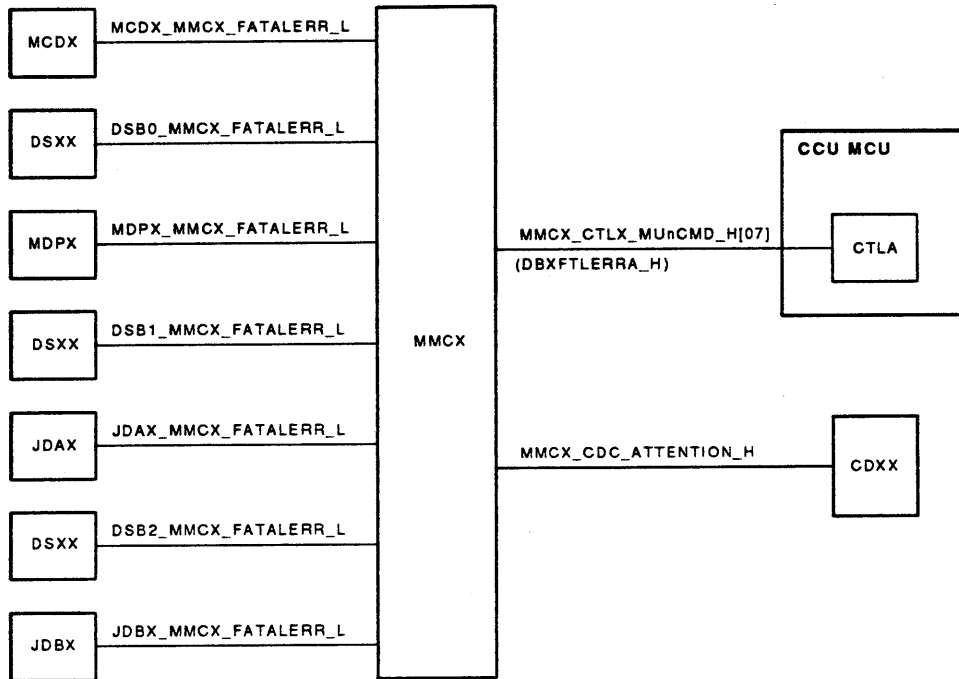 MCDX
MCDX_MMCX_FATALERR_L
DSXX
DSB0_MMCX_FATALERR_L
MDPX
MDPX_MMCX_FATALERR_L
DSXX
DSB1_MMCX_FATALERR_L
JDAX
JDAX_MMCX_FATALERR_L
DSXX
DSB2_MMCX_FATALERR_L
JDBX
JDBX_MMCX_FATALERR_L
MMCX
MMCX_CTLX_MUnCMD_H[07]
(DBXFTLERRA_H)
CCU MCU
CTLA
MMCX_CDC_ATTENTION_H
CDXX